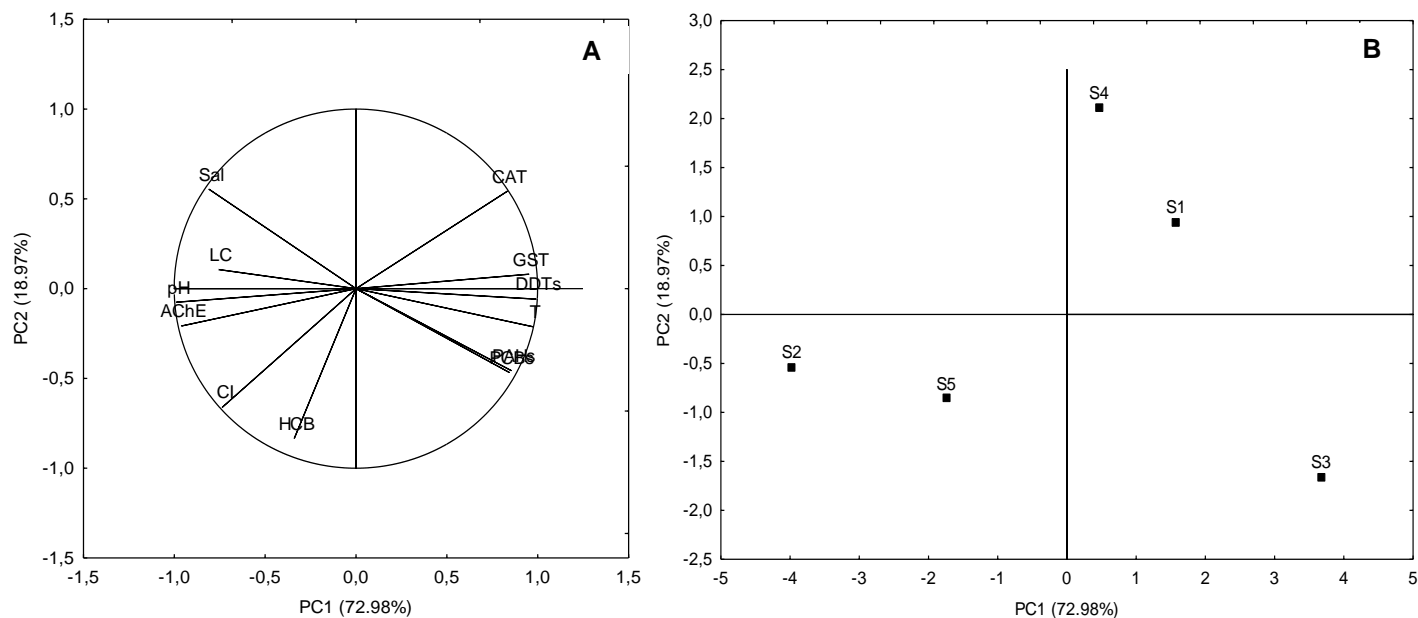 A
1,5
1,0
0,5
0,0
-0,5
-1,0
-1,5
PC2 (18.97%)
Sal
CAT
LC
GST
DDTs
pH
T
AChE
PAHs
PCBs
CI
HCB
-1,5 -1,0 -0,5 0,0 0,5 1,0 1,5
PC1 (72.98%)
B
3,0
2,5
2,0
1,5
1,0
0,5
0,0
-0,5
-1,0
-1,5
-2,0
-2,5
PC2 (18.97%)
S4
S1
S2
S5
S3
-5 -4 -3 -2 -1 0 1 2 3 4 5
PC1 (72.98%)